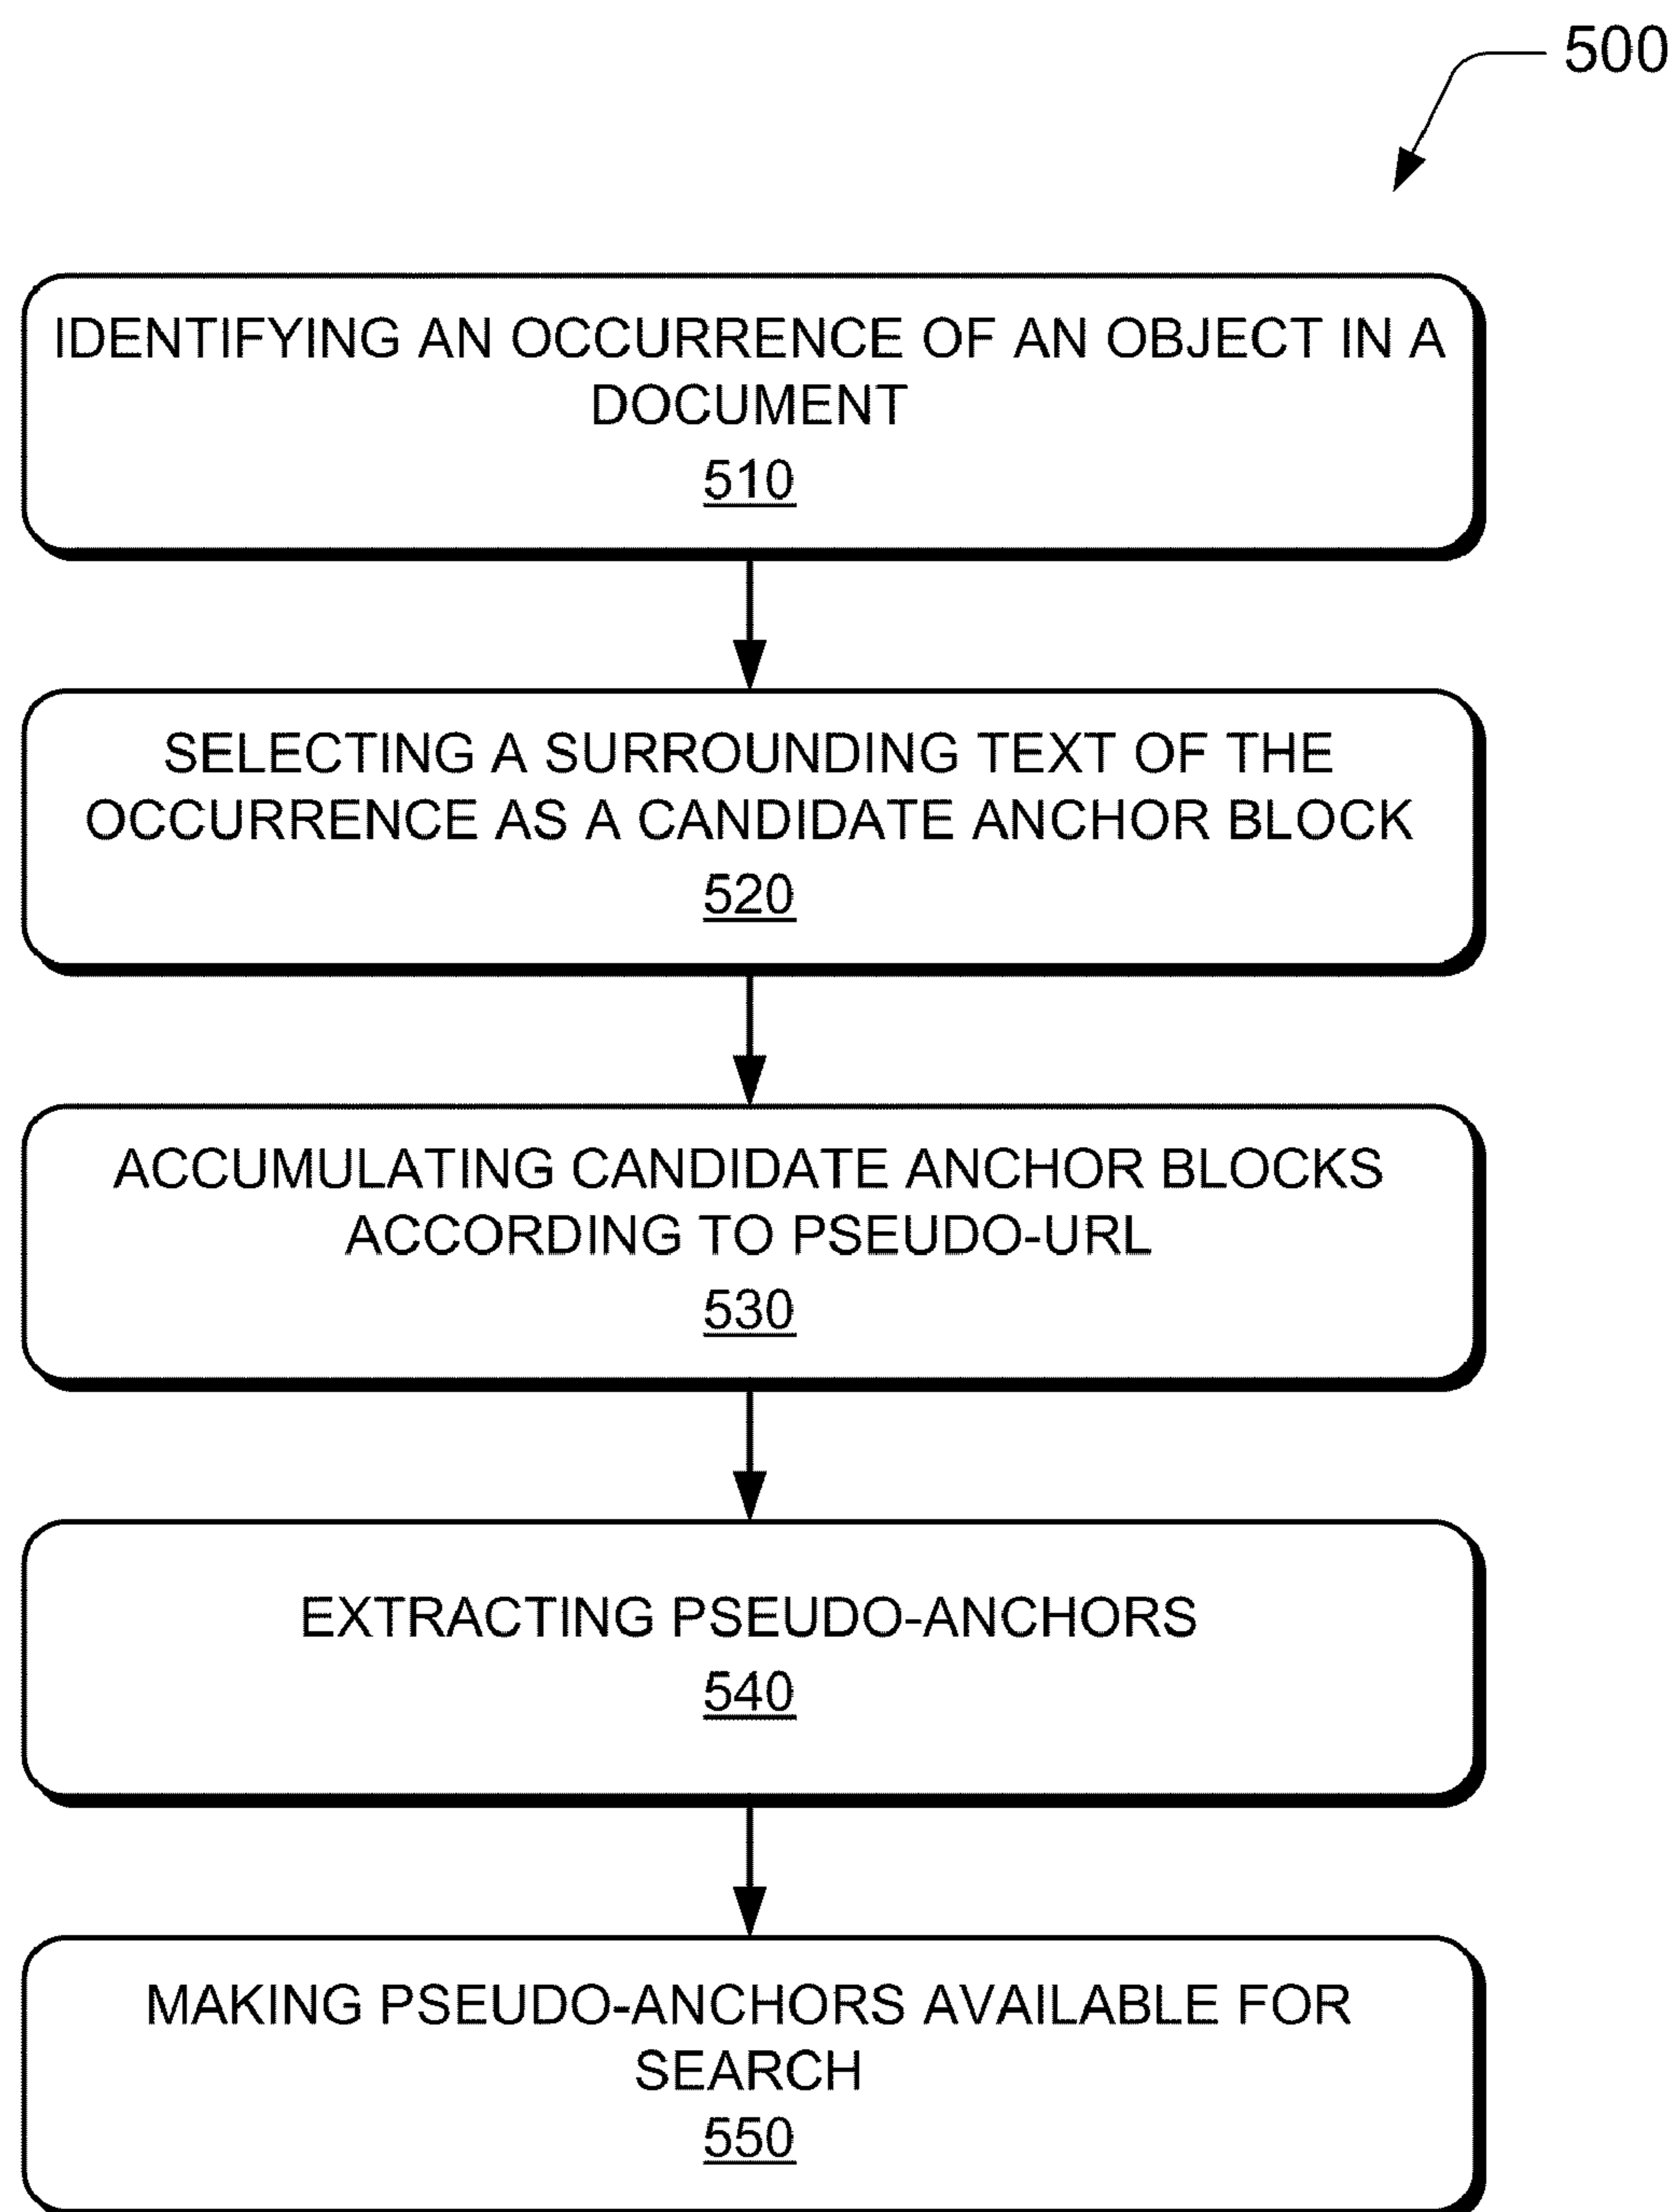 500
IDENTIFYING AN OCCURRENCE OF AN OBJECT IN A
DOCUMENT
510
SELECTING A SURROUNDING TEXT OF THE
OCCURRENCE AS A CANDIDATE ANCHOR BLOCK
520
ACCUMULATING CANDIDATE ANCHOR BLOCKS
ACCORDING TO PSEUDO-URL
530
EXTRACTING PSEUDO-ANCHORS
540
MAKING PSEUDO-ANCHORS AVAILABLE FOR
SEARCH
550